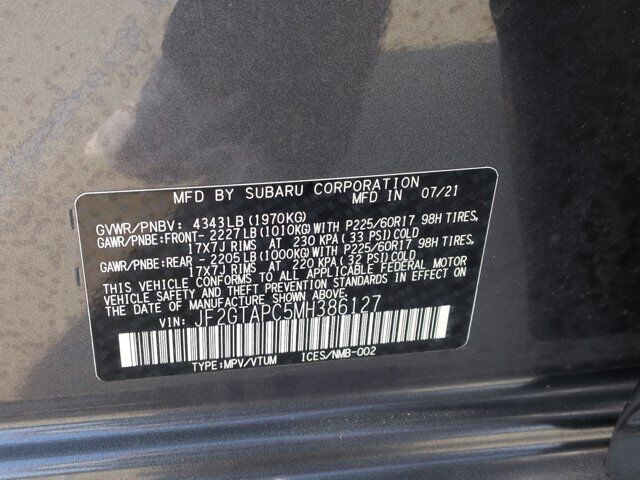 MFD BY SUBARU CORPORATION
MFD IN JAPAN 07/21
GVWR/PNBV: 4343LB (1970KG)
GAWR/PNBE:FRONT-2227LB (1010KG)WITH P225/60R17 98H TIRES,
17X7J RIMS AT 230 KPA (33 PSI)COLD
GAWR/PNBE:REAR -2205LB (1000KG)WITH P225/60R17 98H TIRES,
17X7J RIMS AT 220 KPA (32 PSI)COLD
THIS VEHICLE CONFORMS TO ALL APPLICABLE FEDERAL MOTOR
VEHICLE SAFETY AND THEFT PREVENTION STANDARDS IN EFFECT
ON THE DATE OF MANUFACTURE SHOWN ABOVE.
VIN: JF2GTAPC5MH386127
TYPE:MPV/VTUM ICES/NMB-002